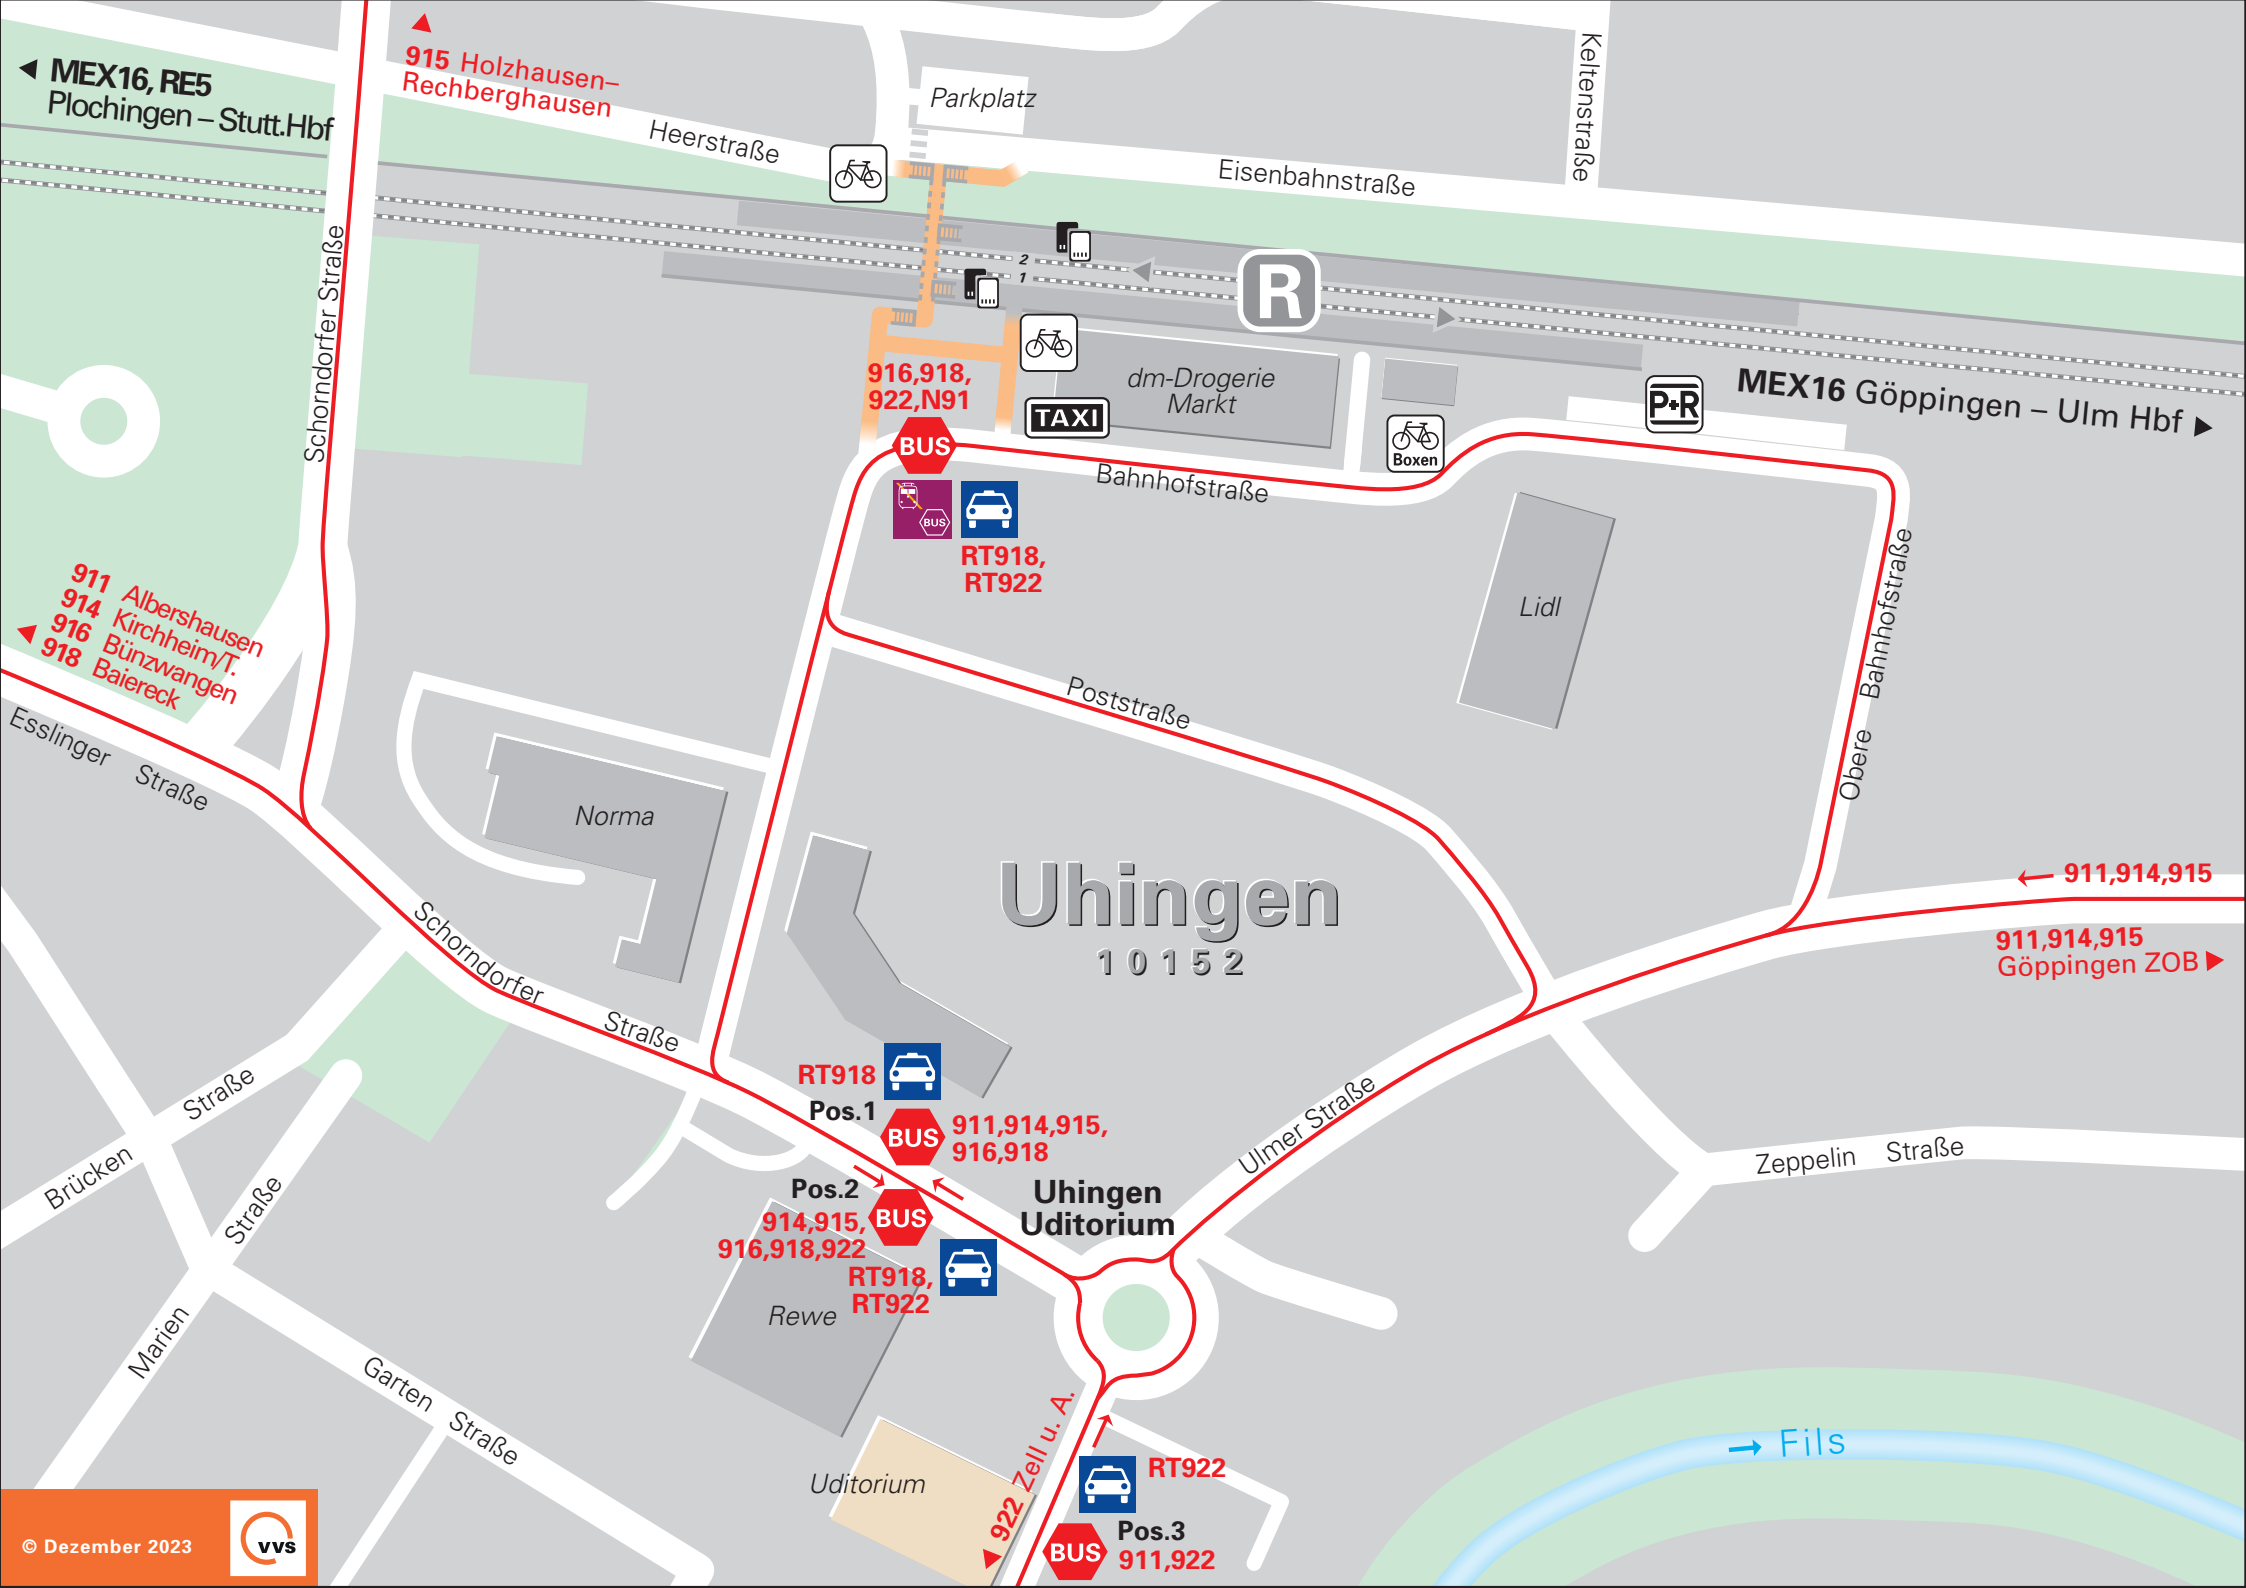 915 Holzhausen–
Rechberghausen
MEX16, RE5
Plochingen – Stutt.Hbf
Parkplatz
Keltenstraße
Heerstraße
Eisenbahnstraße
Schorndorfer Straße
2
1
R
916,918,
922,N91
BUS
TAXI
dm-Drogerie
Markt
Boxen
P+R
MEX16 Göppingen – Ulm Hbf
Bahnhofstraße
BUS
RT918,
RT922
Lidl
Obere Bahnhofstraße
911 Albershausen
914 Kirchheim/T.
916 Bünzwangen
918 Baiereck
Esslinger Straße
Poststraße
Norma
Uhingen
10152
911,914,915
911,914,915
Göppingen ZOB
Schorndorfer Straße
RT918
Pos.1
BUS
911,914,915,
916,918
Pos.2
BUS
914,915,
916,918,922
RT918,
RT922
Uhingen
Uditorium
Ulmer Straße
Zeppelin Straße
Brücken Straße
Marien Straße
Garten Straße
Rewe
Uditorium
922 Zell u. A.
RT922
BUS
Pos.3
911,922
Fils
© Dezember 2023
vvs